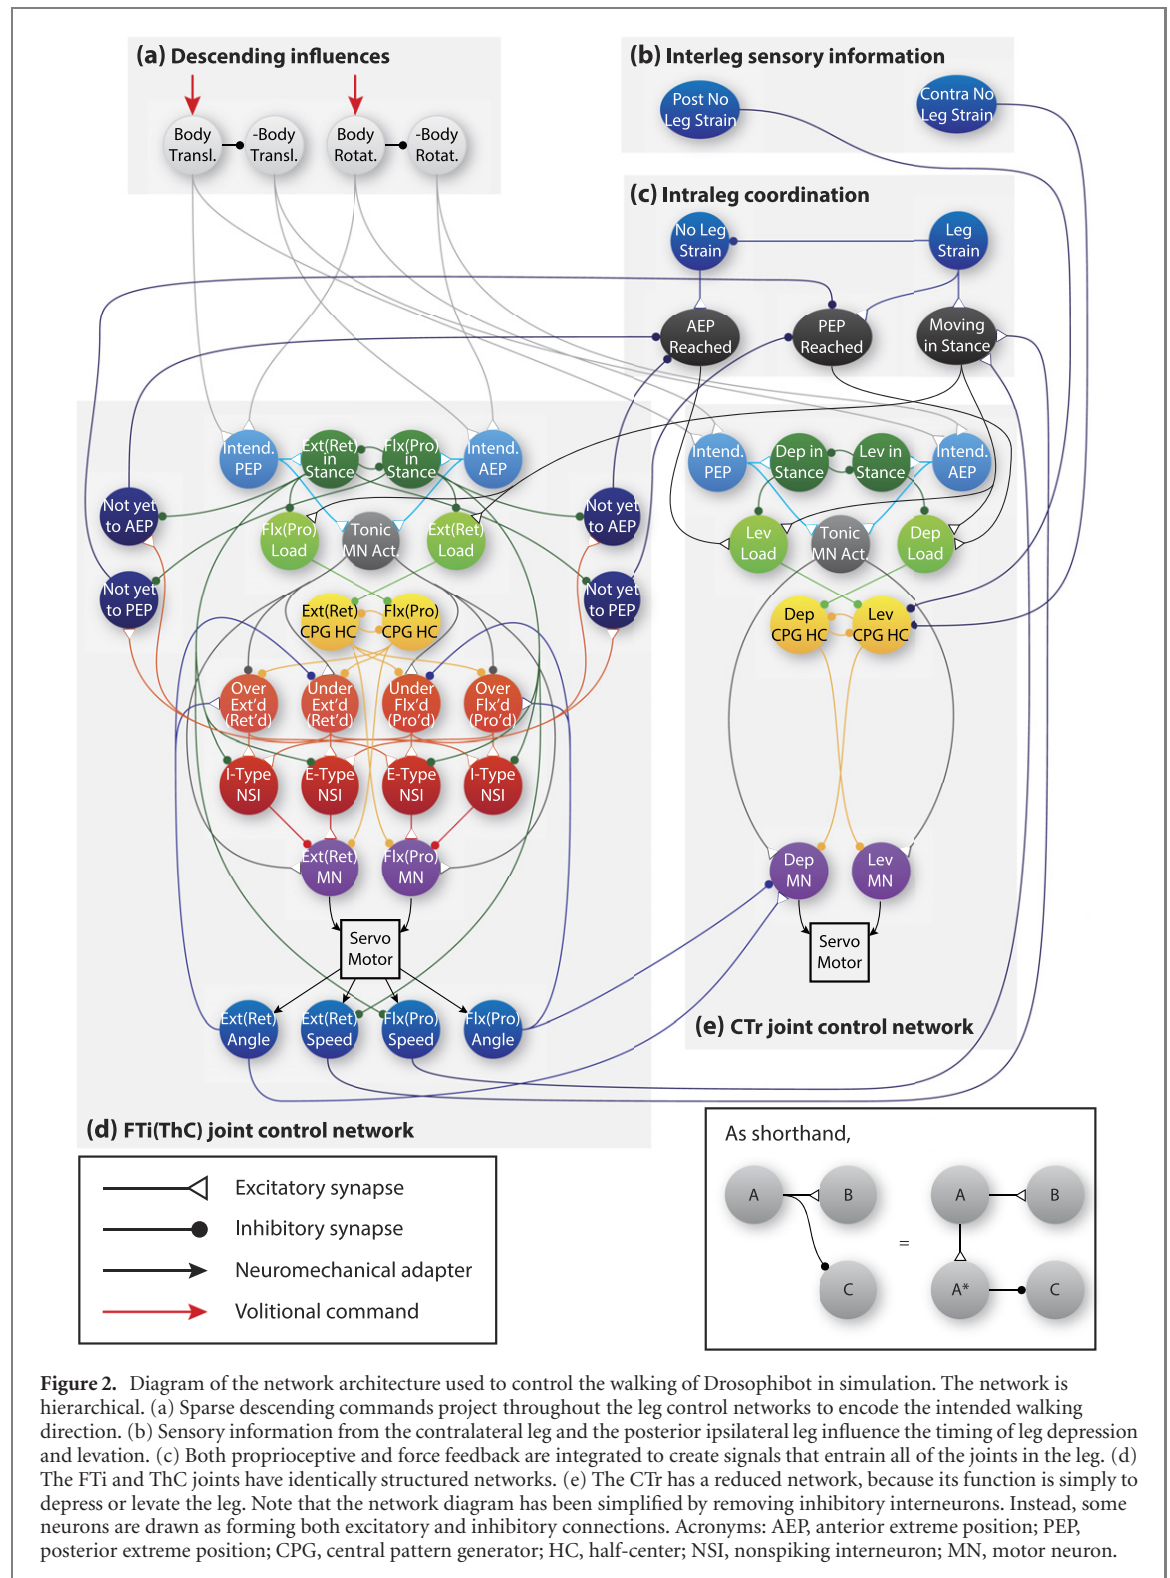 (a) Descending influences
Body
Transl.
-Body
Transl.
Body
Rotat.
-Body
Rotat.
(b) Interleg sensory information
Post No
Leg Strain
Contra No
Leg Strain
(c) Intraleg coordination
No Leg
Strain
Leg
Strain
AEP
Reached
PEP
Reached
Moving
in Stance
Intend.
PEP
Ext(Ret)
in
Stance
Flx(Pro)
in
Stance
Intend.
AEP
Not yet
to AEP
Flx(Pro)
Load
Tonic
MN Act.
Ext(Ret)
Load
Not yet
to AEP
Not yet
to PEP
Ext(Ret)
CPG HC
Flx(Pro)
CPG HC
Not yet
to PEP
Over
Ext'd
(Ret'd)
Under
Ext'd
(Ret'd)
Under
Flx'd
(Pro'd)
Over
Flx'd
(Pro'd)
I-Type
NSI
E-Type
NSI
E-Type
NSI
I-Type
NSI
Ext(Ret)
MN
Flx(Pro)
MN
Servo
Motor
Ext(Ret)
Angle
Ext(Ret)
Speed
Flx(Pro)
Speed
Flx(Pro)
Angle
(d) FTi(ThC) joint control network
Intend.
PEP
Dep in
Stance
Lev in
Stance
Intend.
AEP
Lev
Load
Tonic
MN Act.
Dep
Load
Dep
CPG HC
Lev
CPG HC
Dep
MN
Lev
MN
Servo
Motor
(e) CTr joint control network
Excitatory synapse
Inhibitory synapse
Neuromechanical adapter
Volitional command
As shorthand,
A
B
C
=
A
B
A*
C
Figure 2. Diagram of the network architecture used to control the walking of Drosophibot in simulation. The network is
hierarchical. (a) Sparse descending commands project throughout the leg control networks to encode the intended walking
direction. (b) Sensory information from the contralateral leg and the posterior ipsilateral leg influence the timing of leg depression
and levation. (c) Both proprioceptive and force feedback are integrated to create signals that entrain all of the joints in the leg. (d)
The FTi and ThC joints have identically structured networks. (e) The CTr has a reduced network, because its function is simply to
depress or levate the leg. Note that the network diagram has been simplified by removing inhibitory interneurons. Instead, some
neurons are drawn as forming both excitatory and inhibitory connections. Acronyms: AEP, anterior extreme position; PEP,
posterior extreme position; CPG, central pattern generator; HC, half-center; NSI, nonspiking interneuron; MN, motor neuron.